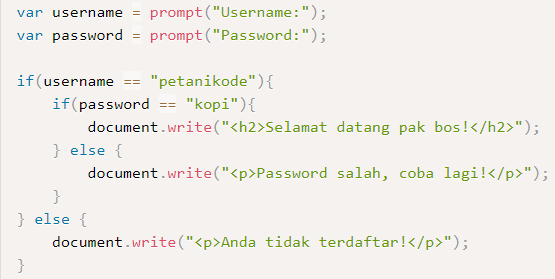 var username = prompt("Username:");
var password = prompt("Password:");
if(username == "petanikode"){
if(password == "kopi"){
document.write("<h2>Selamat datang pak bos!</h2>");
} else {
document.write("<p>Password salah, coba lagi!</p>");
}
} else {
document.write("<p>Anda tidak terdaftar!</p>");
}